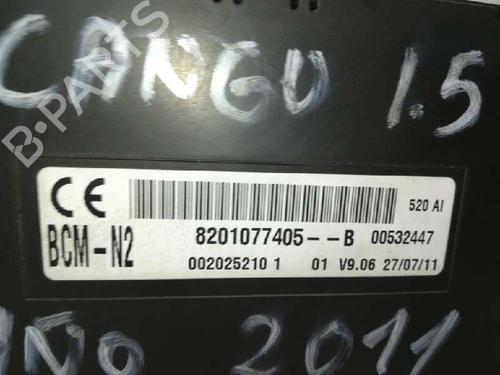 CANGU 1.5
B-PARTS
CE 520 AI
BCM-N2 8201077405--B 00532447
002025210 1 01 V9.06 27/07/11
AÑO 2011